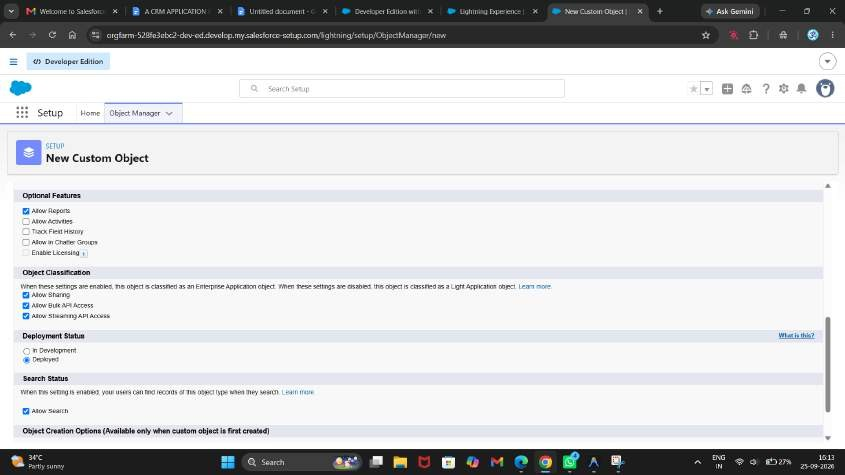 Welcome to Salesforc
A CRM APPLICATION
Untitled document - G
Developer Edition with
Lightning Experience |
New Custom Object |
Ask Gemini
orgfarm-528fe3ebc2-dev-ed.develop.my.salesforce-setup.com/lightning/setup/ObjectManager/new
</> Developer Edition
Search Setup
Setup
Home
Object Manager
SETUP
New Custom Object
Optional Features
Allow Reports
Allow Activities
Track Field History
Allow in Chatter Groups
Enable Licensing
Object Classification
When these settings are enabled, this object is classified as an Enterprise Application object. When these settings are disabled, this object is classified as a Light Application object. Learn more.
Allow Sharing
Allow Bulk API Access
Allow Streaming API Access
Deployment Status
What is this?
In Development
Deployed
Search Status
When this setting is enabled, your users can find records of this object type when they search. Learn more.
Allow Search
Object Creation Options (Available only when custom object is first created)
34°C
Partly sunny
Search
4
ENG
IN
27%
16:13
25-09-2026